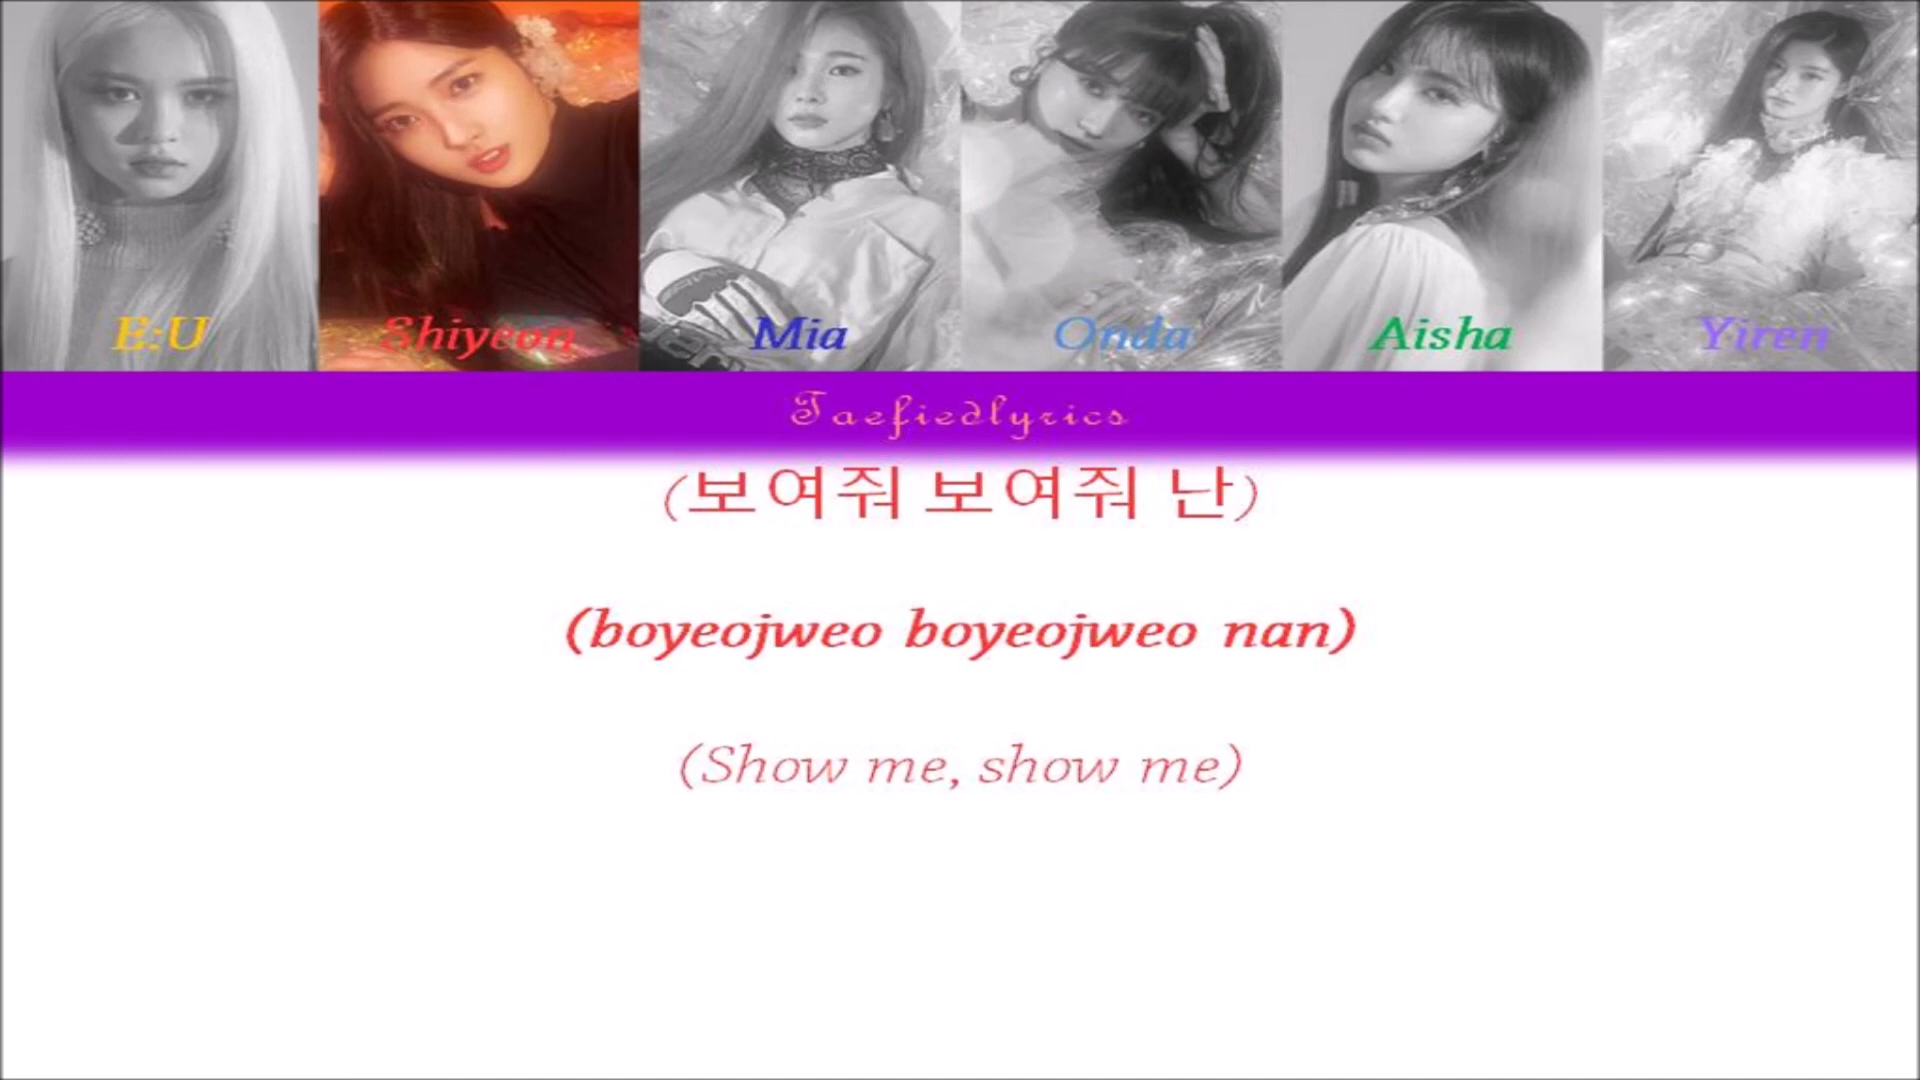 E:U Shiyeon Mia Onda Aisha Yiren
Taefiedlyrics
(보여줘 보여줘 난)
(boyeojweo boyeojweo nan)
(Show me, show me)